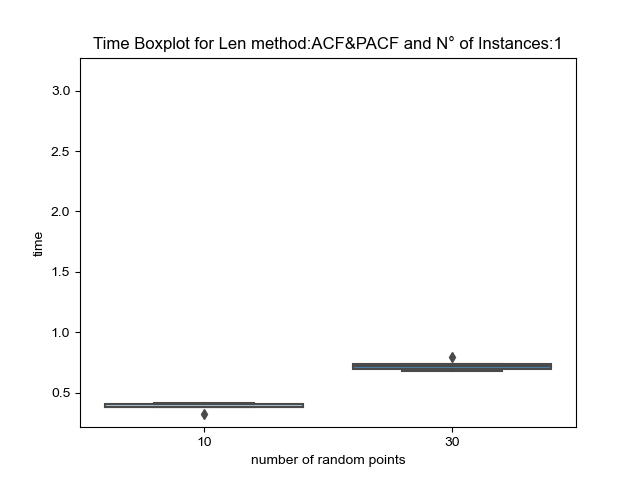 Time Boxplot for Len method:ACF&PACF and N° of Instances:1
3.0
2.5
2.0
1.5
1.0
0.5
time
10 30
number of random points